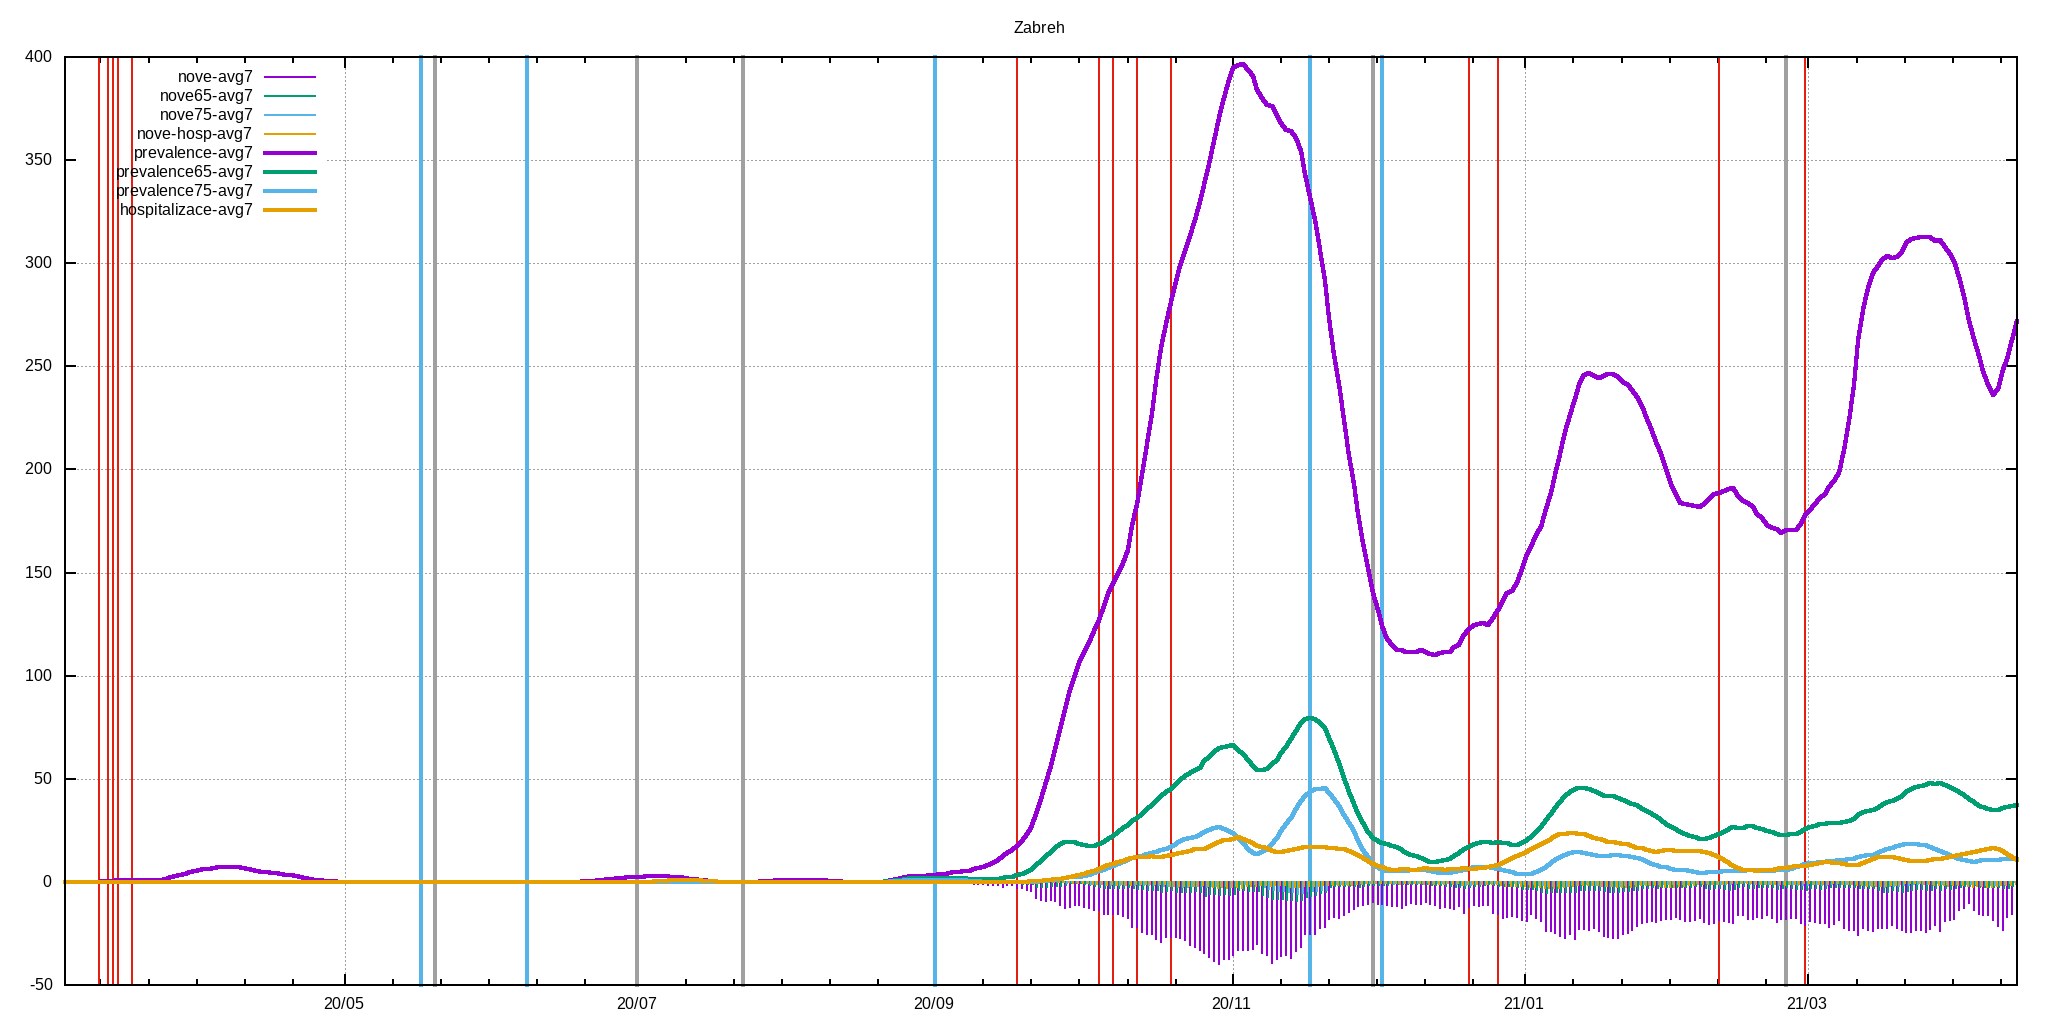 Zabreh
400
350
300
250
200
150
100
50
0
-50
nove-avg7
nove65-avg7
nove75-avg7
nove-hosp-avg7
prevalence-avg7
prevalence65-avg7
prevalence75-avg7
hospitalizace-avg7
20/05
20/07
20/09
20/11
21/01
21/03